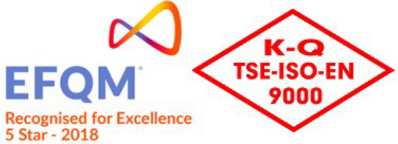 EFQM®
Recognised for Excellence
5 Star - 2018
K-Q
TSE-ISO-EN
9000